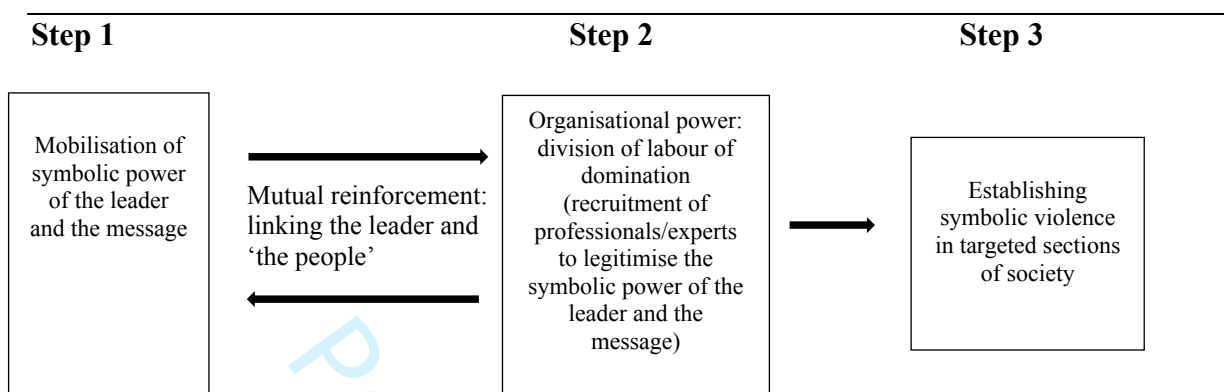 Step 1
Step 2
Step 3
Mobilisation of
symbolic power
of the leader
and the message
Mutual reinforcement:
linking the leader and
‘the people’
Organisational power:
division of labour of
domination
(recruitment of
professionals/experts
to legitimise the
symbolic power of the
leader and the
message)
Establishing
symbolic violence
in targeted sections
of society
P